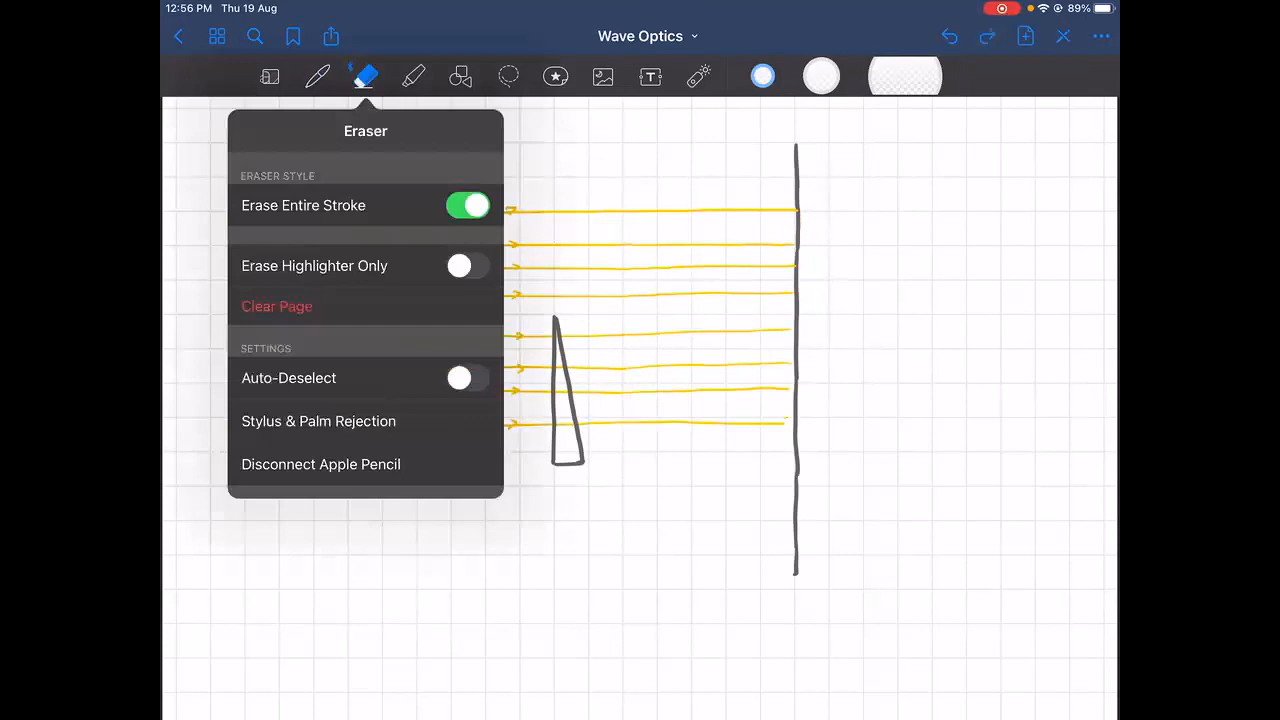 12:56 PM Thu 19 Aug
89%
Wave Optics
T
Eraser
ERASER STYLE
Erase Entire Stroke
Erase Highlighter Only
Clear Page
SETTINGS
Auto-Deselect
Stylus & Palm Rejection
Disconnect Apple Pencil